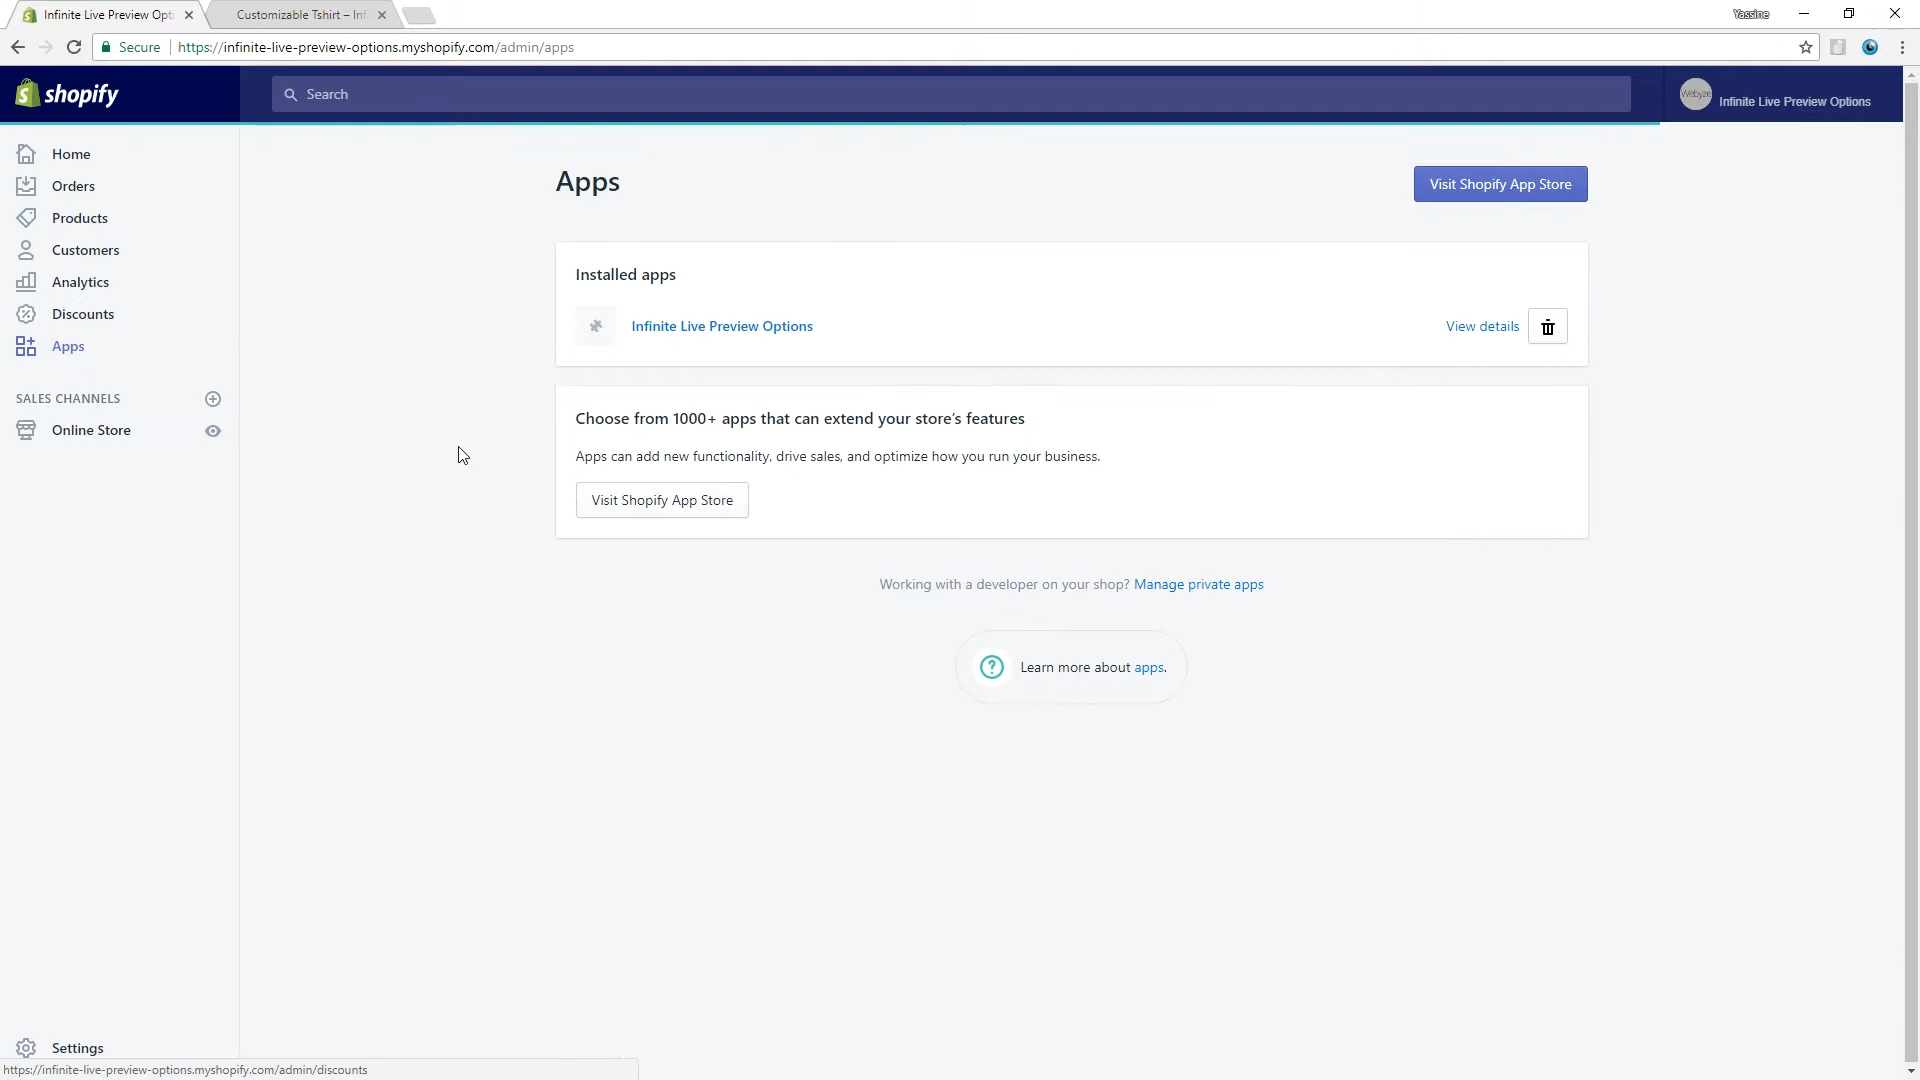 Infinite Live Preview Opti
Customizable Tshirt – Inf
Yassine
Secure
https://infinite-live-preview-options.myshopify.com/admin/apps
shopify
Search
Webyze
Infinite Live Preview Options
Home
Orders
Products
Customers
Analytics
Discounts
Apps
SALES CHANNELS
Online Store
Settings
Apps
Visit Shopify App Store
Installed apps
Infinite Live Preview Options
View details
Choose from 1000+ apps that can extend your store's features
Apps can add new functionality, drive sales, and optimize how you run your business.
Visit Shopify App Store
Working with a developer on your shop? Manage private apps
Learn more about apps.
https://infinite-live-preview-options.myshopify.com/admin/discounts